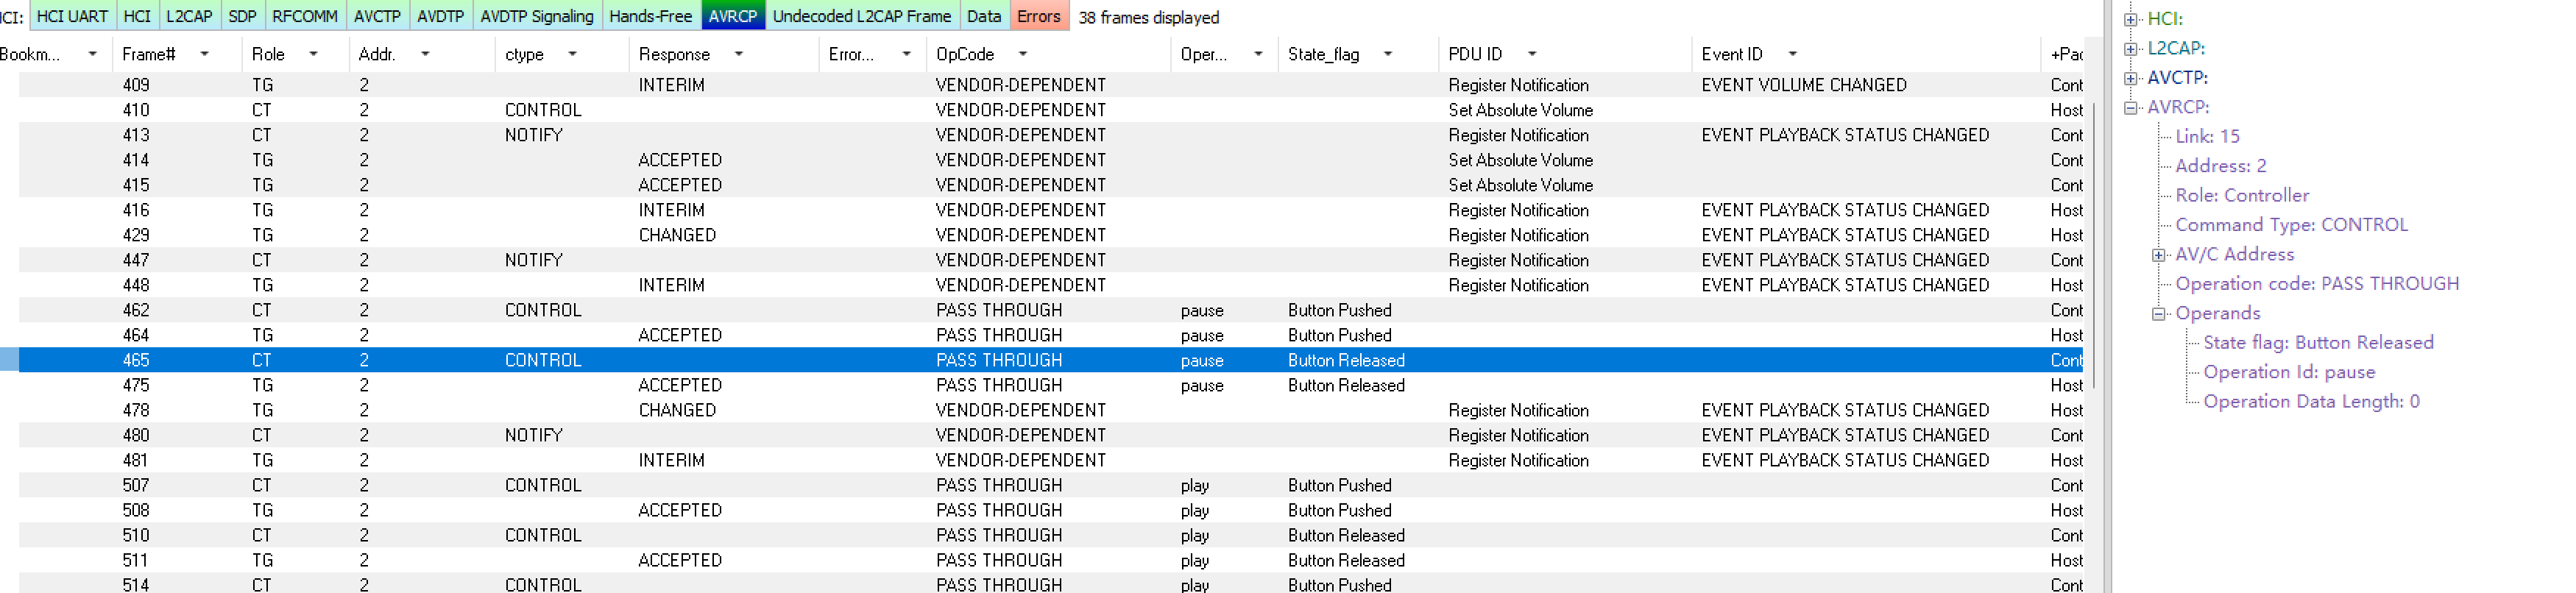 ICI: HCI UART HCI L2CAP SDP RFCOMM AVCTP AVDTP AVDTP Signaling Hands-Free AVRCP Undecoded L2CAP Frame Data Errors 38 frames displayed
Bookm... Frame# Role Addr. ctype Response Error... OpCode Oper... State_flag PDU ID Event ID +Pac
409 TG 2 INTERIM VENDOR-DEPENDENT Register Notification EVENT VOLUME CHANGED Cont
410 CT 2 CONTROL VENDOR-DEPENDENT Set Absolute Volume Host
413 CT 2 NOTIFY VENDOR-DEPENDENT Register Notification EVENT PLAYBACK STATUS CHANGED Cont
414 TG 2 ACCEPTED VENDOR-DEPENDENT Set Absolute Volume Cont
415 TG 2 ACCEPTED VENDOR-DEPENDENT Set Absolute Volume Cont
416 TG 2 INTERIM VENDOR-DEPENDENT Register Notification EVENT PLAYBACK STATUS CHANGED Host
429 TG 2 CHANGED VENDOR-DEPENDENT Register Notification EVENT PLAYBACK STATUS CHANGED Host
447 CT 2 NOTIFY VENDOR-DEPENDENT Register Notification EVENT PLAYBACK STATUS CHANGED Cont
448 TG 2 INTERIM VENDOR-DEPENDENT Register Notification EVENT PLAYBACK STATUS CHANGED Host
462 CT 2 CONTROL PASS THROUGH pause Button Pushed Cont
464 TG 2 ACCEPTED PASS THROUGH pause Button Pushed Host
465 CT 2 CONTROL PASS THROUGH pause Button Released Cont
475 TG 2 ACCEPTED PASS THROUGH pause Button Released Host
478 TG 2 CHANGED VENDOR-DEPENDENT Register Notification EVENT PLAYBACK STATUS CHANGED Host
480 CT 2 NOTIFY VENDOR-DEPENDENT Register Notification EVENT PLAYBACK STATUS CHANGED Cont
481 TG 2 INTERIM VENDOR-DEPENDENT Register Notification EVENT PLAYBACK STATUS CHANGED Host
507 CT 2 CONTROL PASS THROUGH play Button Pushed Cont
508 TG 2 ACCEPTED PASS THROUGH play Button Pushed Host
510 CT 2 CONTROL PASS THROUGH play Button Released Cont
511 TG 2 ACCEPTED PASS THROUGH play Button Released Host
514 CT 2 CONTROL PASS THROUGH play Button Pushed Cont
HCI:
L2CAP:
AVCTP:
AVRCP:
Link: 15
Address: 2
Role: Controller
Command Type: CONTROL
AV/C Address
Operation code: PASS THROUGH
Operands
State flag: Button Released
Operation Id: pause
Operation Data Length: 0